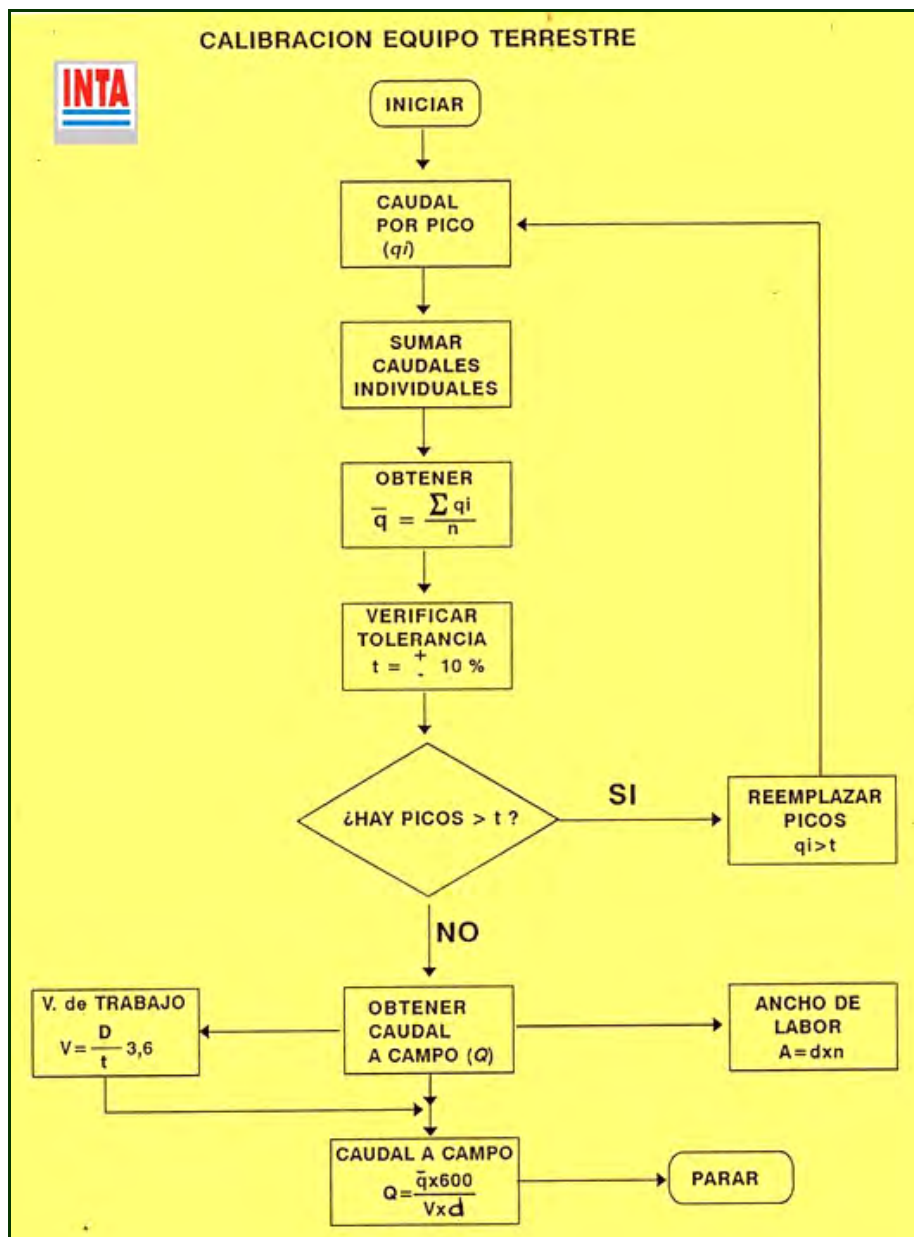 CALIBRACION EQUIPO TERRESTRE
INTA
INICIAR
CAUDAL
POR PICO
(qi)
SUMAR
CAUDALES
INDIVIDUALES
OBTENER
q̅ = Σ qi / n
VERIFICAR
TOLERANCIA
t = + - 10 %
¿HAY PICOS > t ?
SI
REEMPLAZAR
PICOS
qi>t
NO
V. de TRABAJO
V = D / t 3,6
OBTENER
CAUDAL
A CAMPO (Q)
ANCHO DE
LABOR
A = dxn
CAUDAL A CAMPO
Q = q̅x600 / Vxd
PARAR